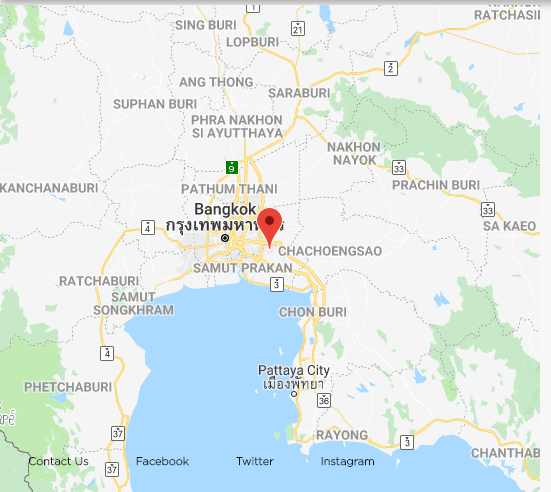 1
NAKHON
RATCHASII
SING BURI
21
LOPBURI
2
ANG THONG
SARABURI
SUPHAN BURI
PHRA NAKHON
SI AYUTTHAYA
NAKHON
NAYOK
9
33
KANCHANABURI
PATHUM THANI
PRACHIN BURI
33
Bangkok
กรุงเทพมหานคร
4
SA KAEO
CHACHOENGSAO
SAMUT PRAKAN
RATCHABURI
3
SAMUT
SONGKHRAM
CHON BURI
4
Pattaya City
เมืองพัทยา
PHETCHABURI
36
37
RAYONG
3
CHANTHAB
Contact Us
Facebook
Twitter
Instagram
37